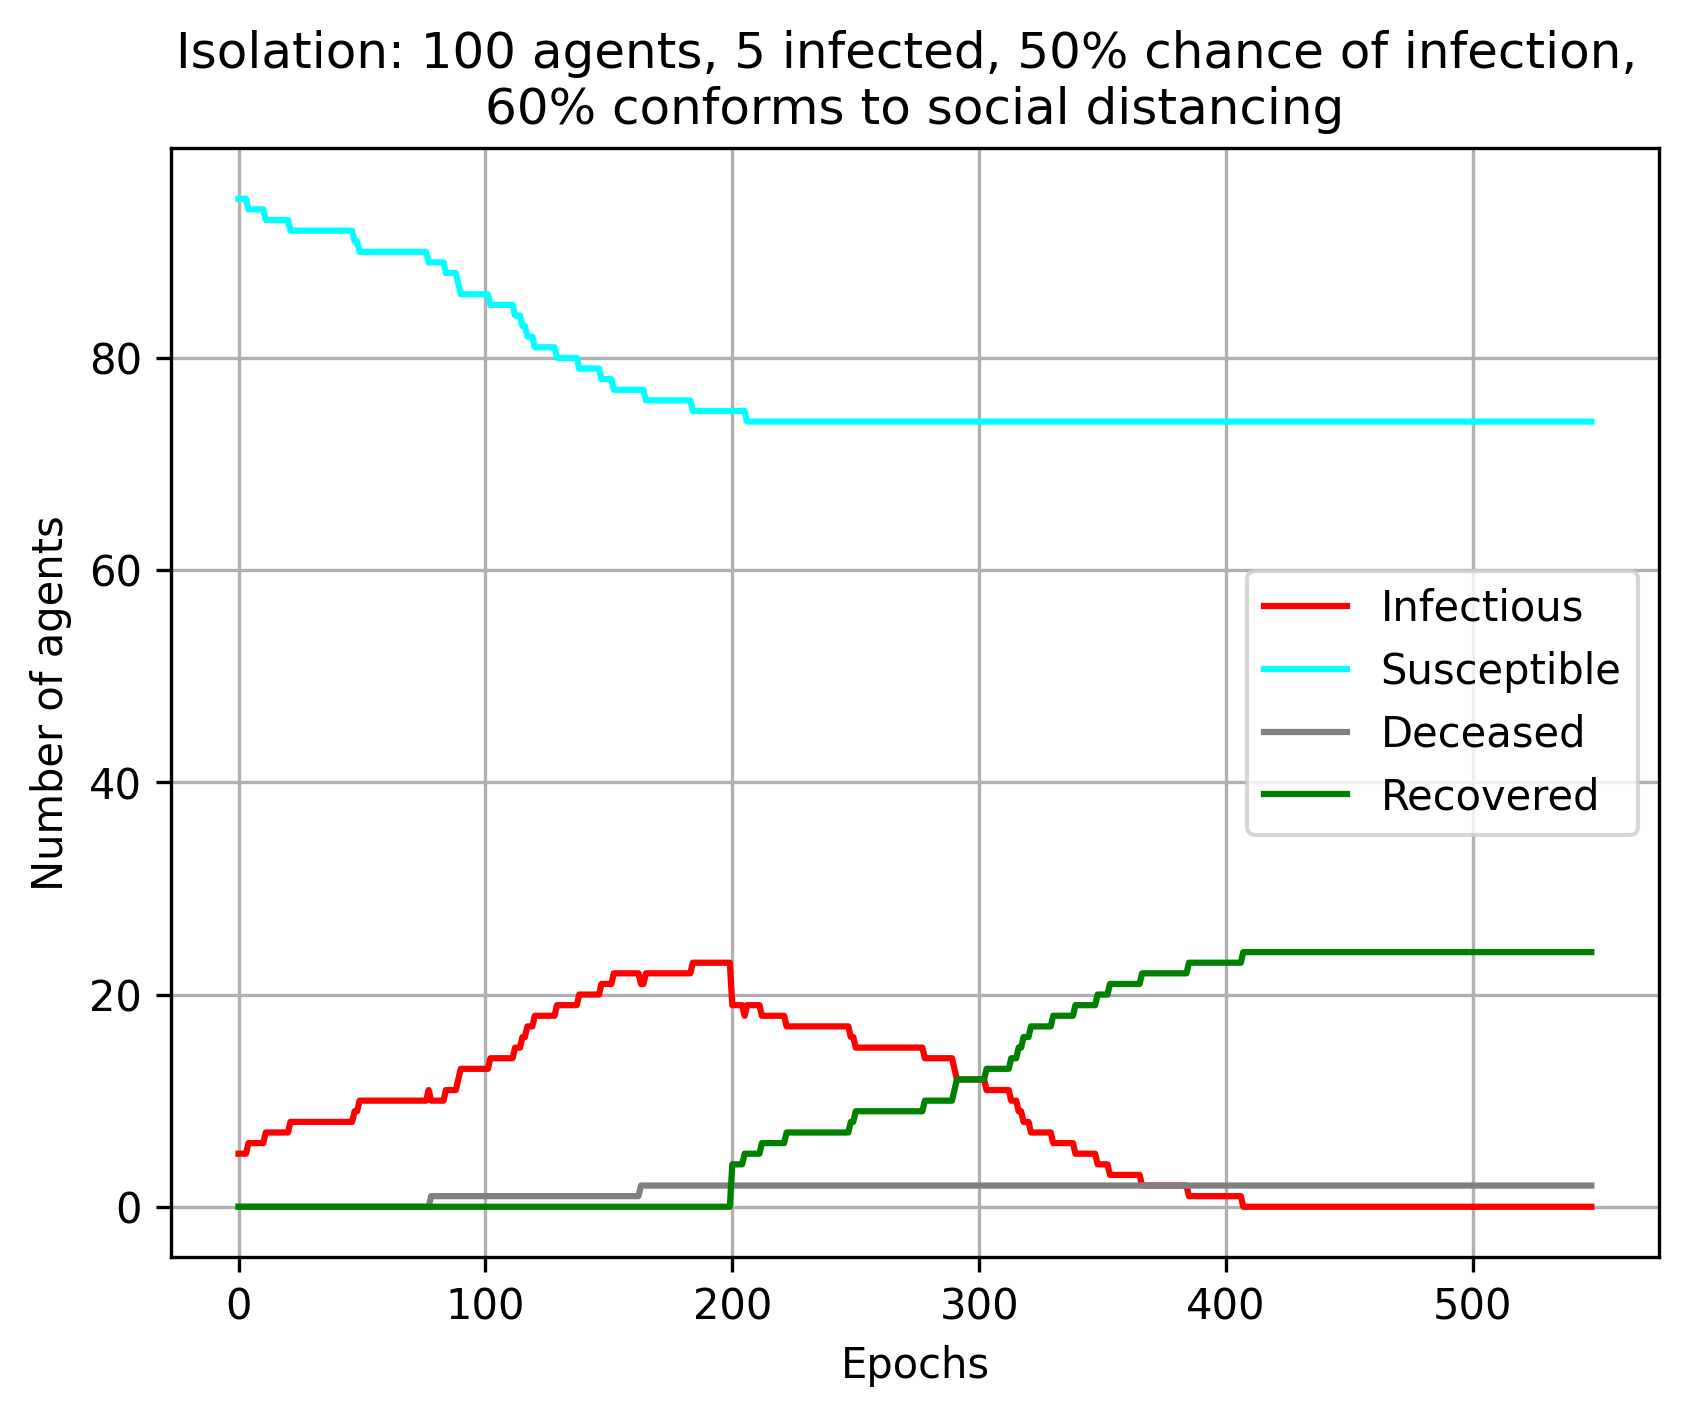 Isolation: 100 agents, 5 infected, 50% chance of infection,
60% conforms to social distancing
Number of agents
80
60
40
20
0
Infectious
Susceptible
Deceased
Recovered
0 100 200 300 400 500
Epochs